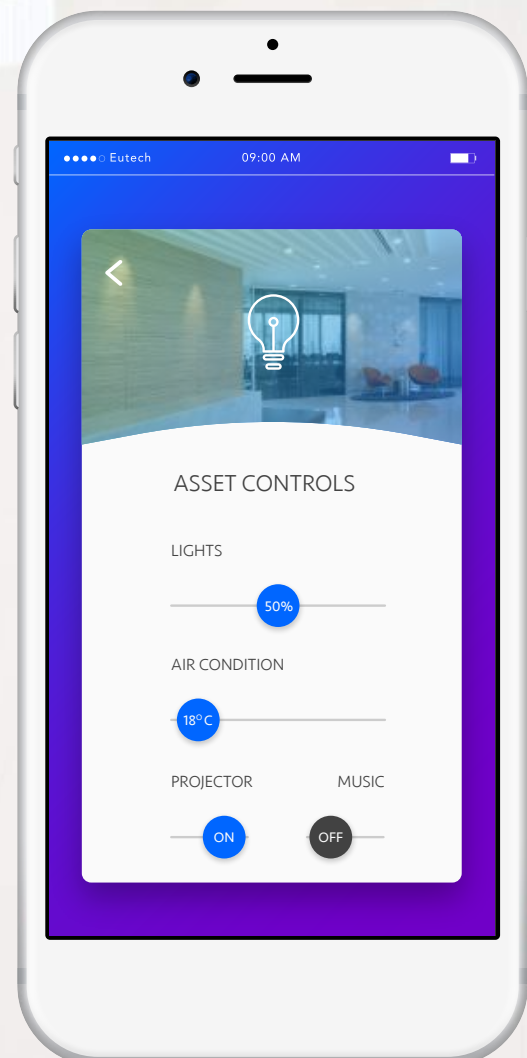 Eutech 09:00 AM
ASSET CONTROLS
LIGHTS
50%
AIR CONDITION
18°C
PROJECTOR MUSIC
ON OFF